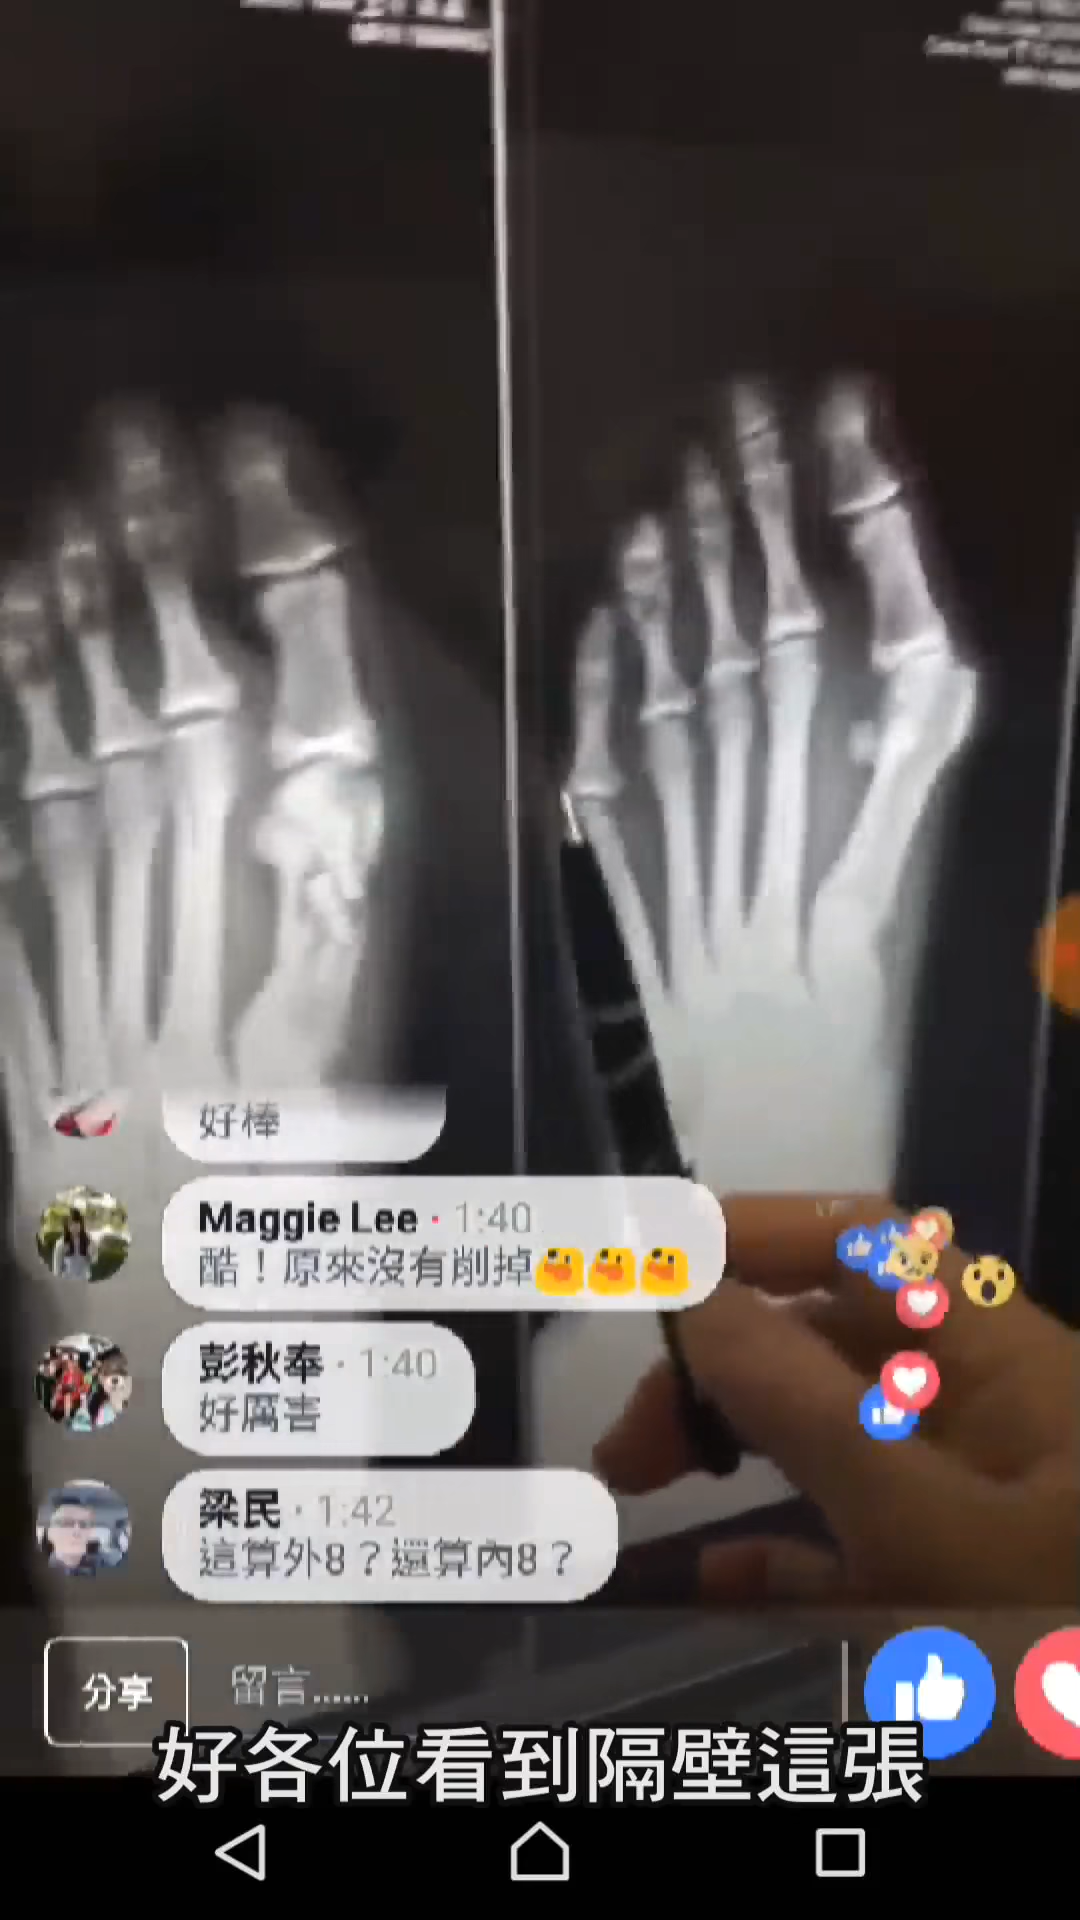 好棒
Maggie Lee · 1:40
酷！原來沒有削掉
彭秋奉 · 1:40
好厲害
梁民 · 1:42
這算外8？還算內8？
分享
留言......
好各位看到隔壁這張